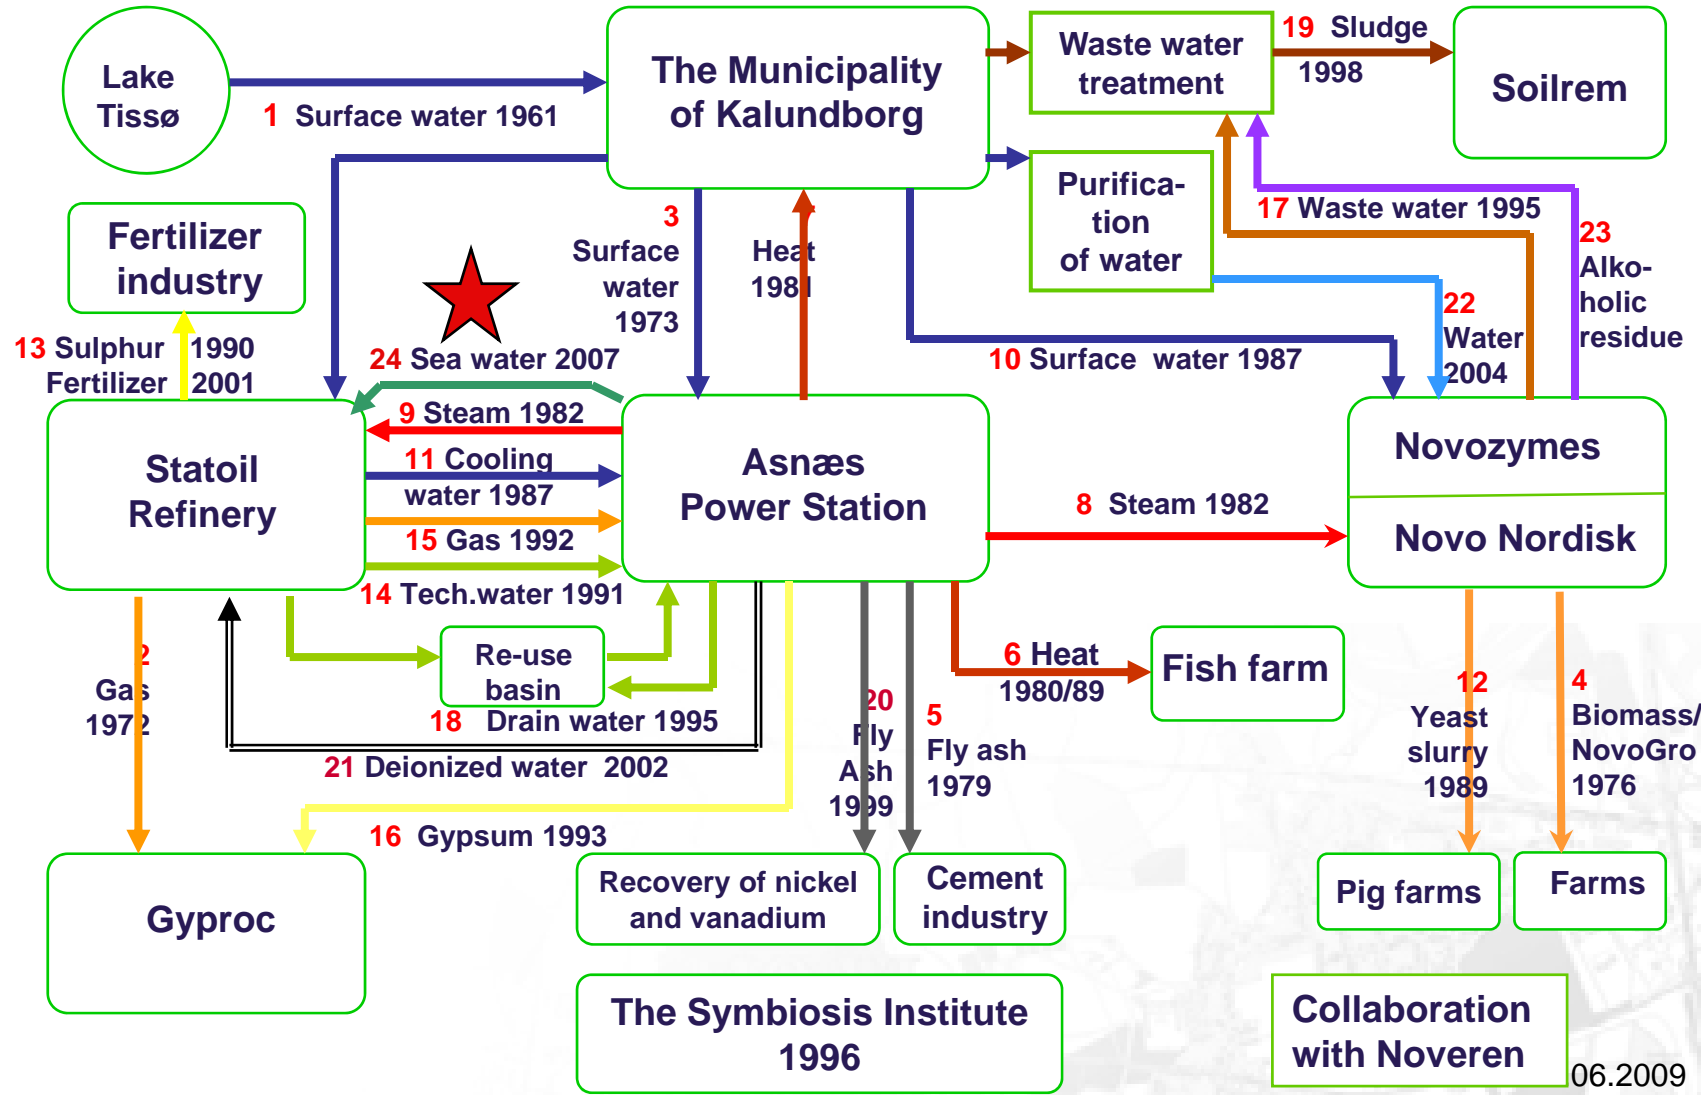 Lake
Tissø
1 Surface water 1961
The Municipality
of Kalundborg
Waste water
treatment
19 Sludge
1998
Soilrem
Fertilizer
industry
3
Surface
water
1973
Heat
1981
Purifica-
tion
of water
17 Waste water 1995
23
Alko-
holic
residue
22
Water
2004
13 Sulphur 1990
Fertilizer 2001
24 Sea water 2007
10 Surface water 1987
9 Steam 1982
11 Cooling
water 1987
15 Gas 1992
14 Tech.water 1991
Statoil
Refinery
Asnæs
Power Station
8 Steam 1982
Novozymes
Novo Nordisk
2
Gas
1972
Re-use
basin
18 Drain water 1995
21 Deionized water 2002
16 Gypsum 1993
20
Fly
Ash
1999
5
Fly ash
1979
6 Heat
1980/89
Fish farm
12
Yeast
slurry
1989
4
Biomass/
NovoGro
1976
Gyproc
Recovery of nickel
and vanadium
Cement
industry
Pig farms
Farms
The Symbiosis Institute
1996
Collaboration
with Noveren
06.2009